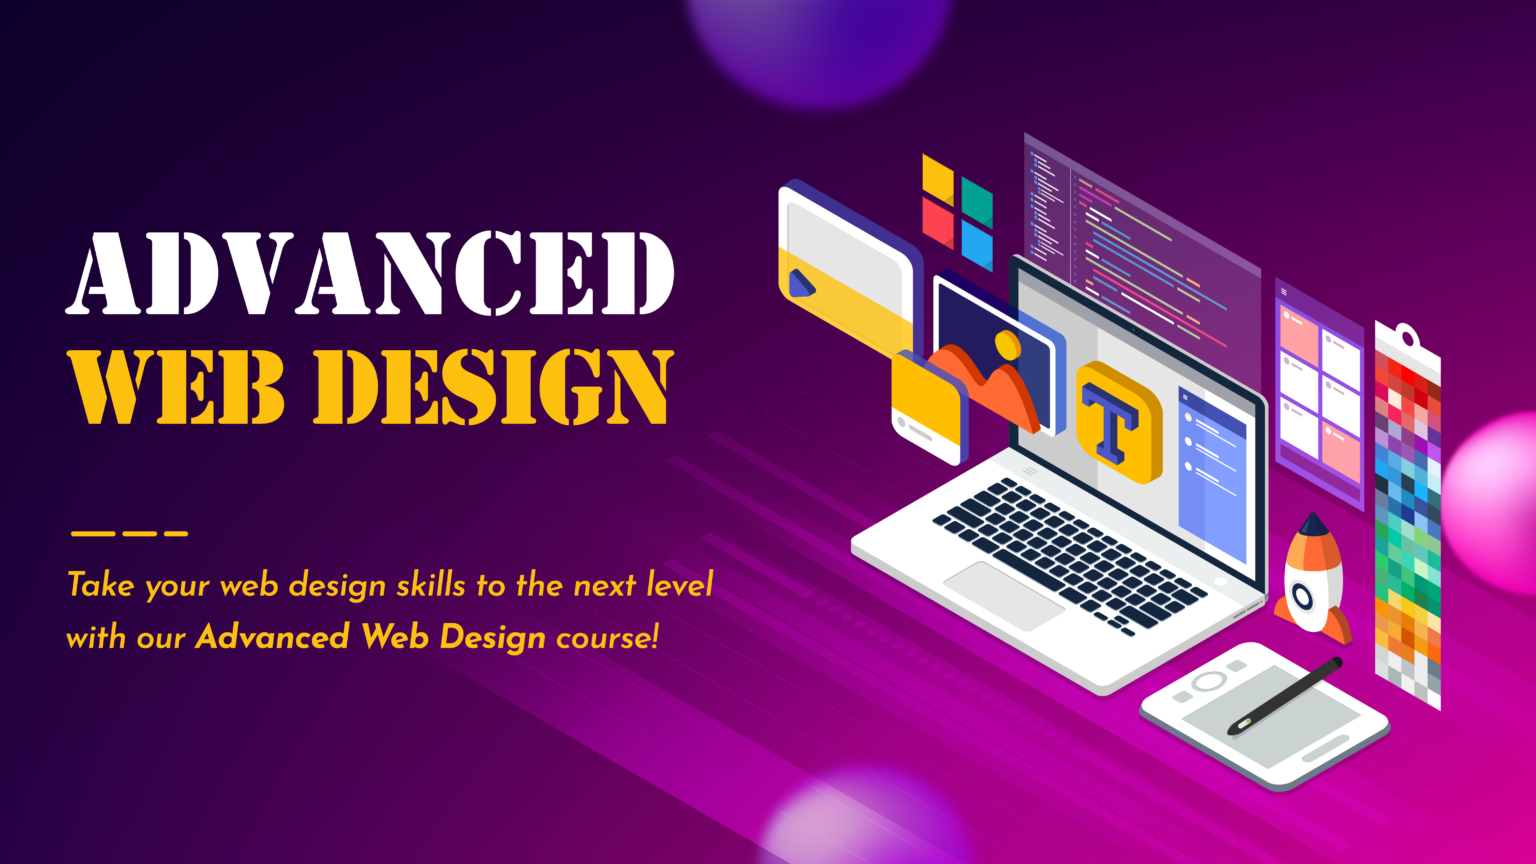 ADVANCED
WEB DESIGN
Take your web design skills to the next level
with our Advanced Web Design course!
T